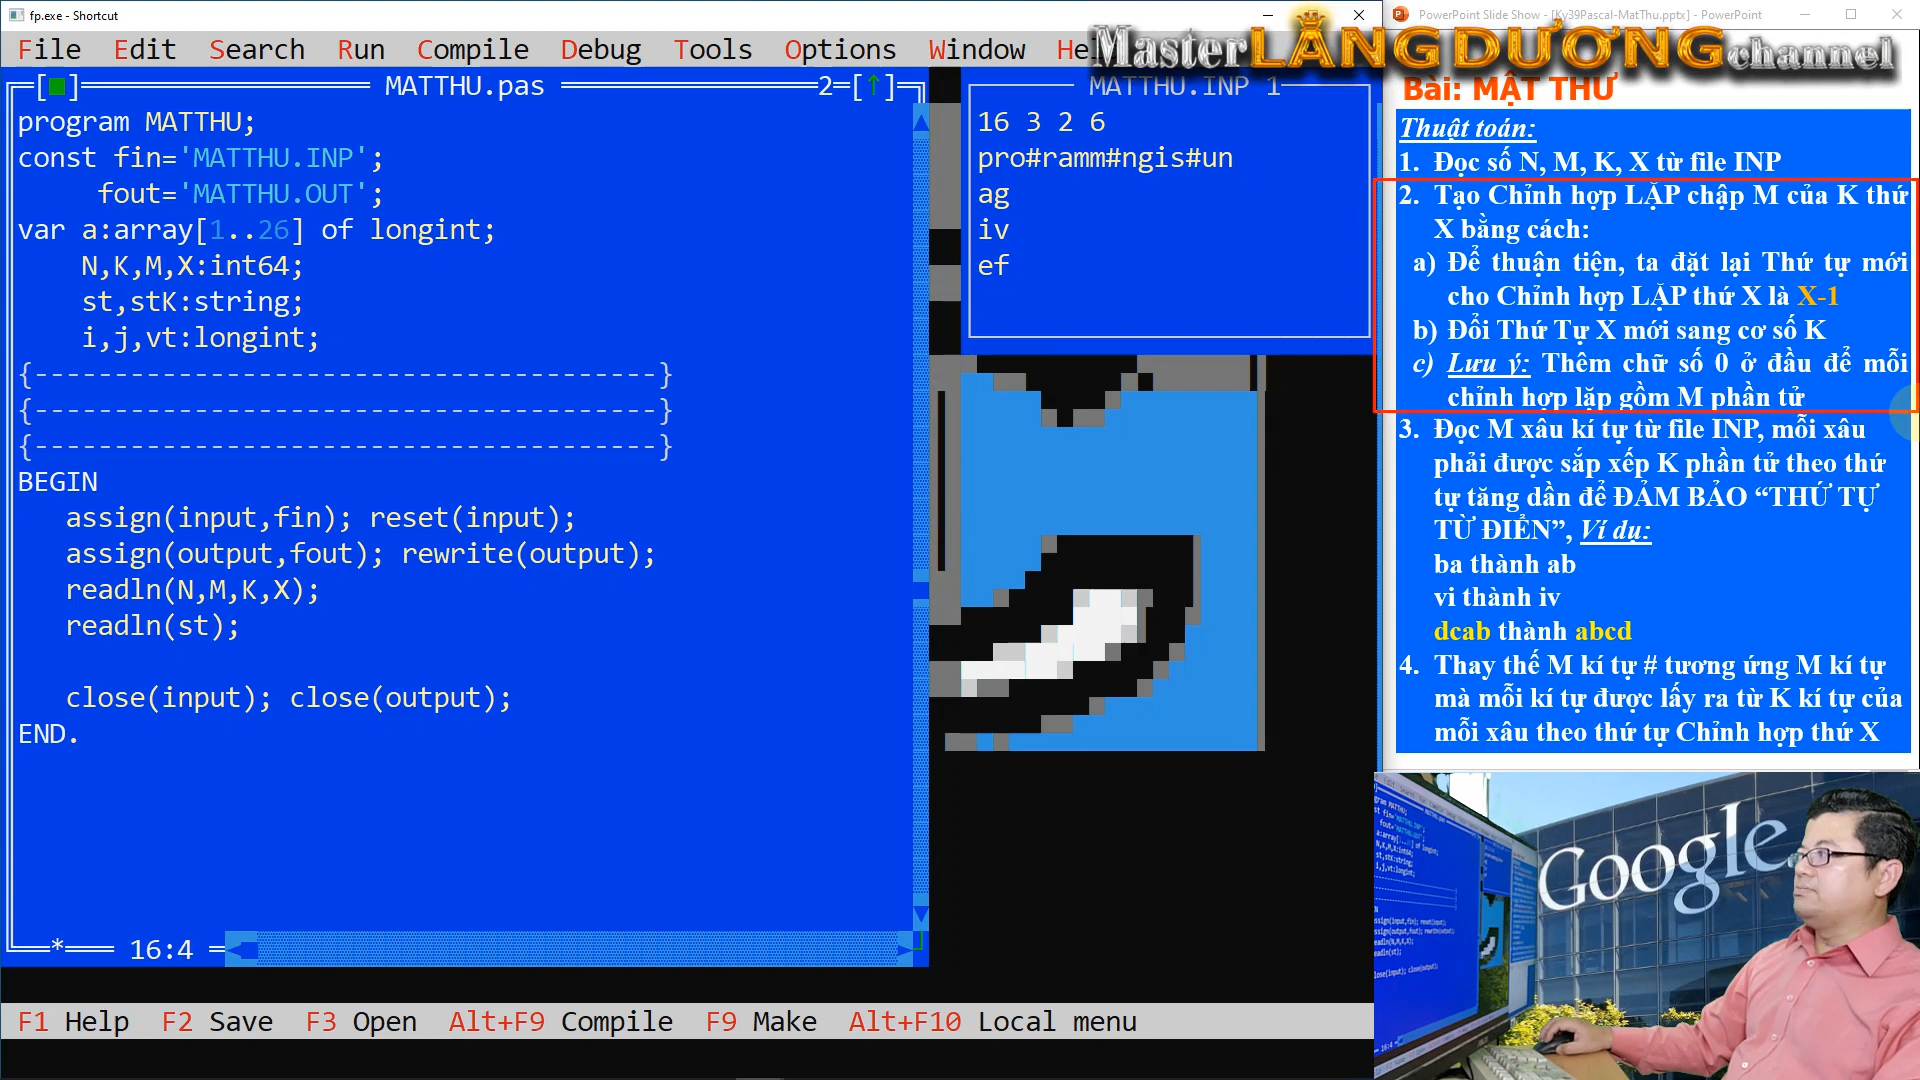 fp.exe - Shortcut
File Edit Search Run Compile Debug Tools Options Window He
MATTHU.pas 2=[↑]
program MATTHU;
const fin='MATTHU.INP';
fout='MATTHU.OUT';
var a:array[1..26] of longint;
N,K,M,X:int64;
st,stK:string;
i,j,vt:longint;
{---------------------------------------}
{---------------------------------------}
{---------------------------------------}
BEGIN
assign(input,fin); reset(input);
assign(output,fout); rewrite(output);
readln(N,M,K,X);
readln(st);
close(input); close(output);
END.
* 16:4
F1 Help F2 Save F3 Open Alt+F9 Compile F9 Make Alt+F10 Local menu
MATTHU.INP 1
16 3 2 6
pro#ramm#ngis#un
ag
iv
ef
PowerPoint Slide Show - [Ky39Pascal-MatThu.pptx] - PowerPoint
Master LĂNG DƯƠNG channel
Bài: MẬT THƯ
Thuật toán:
1. Đọc số N, M, K, X từ file INP
2. Tạo Chỉnh hợp LẶP chập M của K thứ
X bằng cách:
a) Để thuận tiện, ta đặt lại Thứ tự mới
cho Chỉnh hợp LẶP thứ X là X-1
b) Đổi Thứ Tự X mới sang cơ số K
c) Lưu ý: Thêm chữ số 0 ở đầu để mỗi
chỉnh hợp lặp gồm M phần tử
3. Đọc M xâu kí tự từ file INP, mỗi xâu
phải được sắp xếp K phần tử theo thứ
tự tăng dần để ĐẢM BẢO “THỨ TỰ
TỪ ĐIỂN”, Ví dụ:
ba thành ab
vi thành iv
dcab thành abcd
4. Thay thế M kí tự # tương ứng M kí tự
mà mỗi kí tự được lấy ra từ K kí tự của
mỗi xâu theo thứ tự Chỉnh hợp thứ X
Google